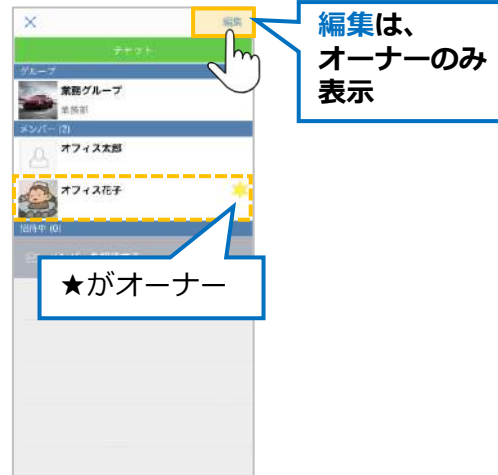 編集
チャット
グループ
業務グループ
業務部
メンバー (2)
オフィス太郎
オフィス花子
招待中 (0)
編集は、
オーナーのみ
表示
★がオーナー